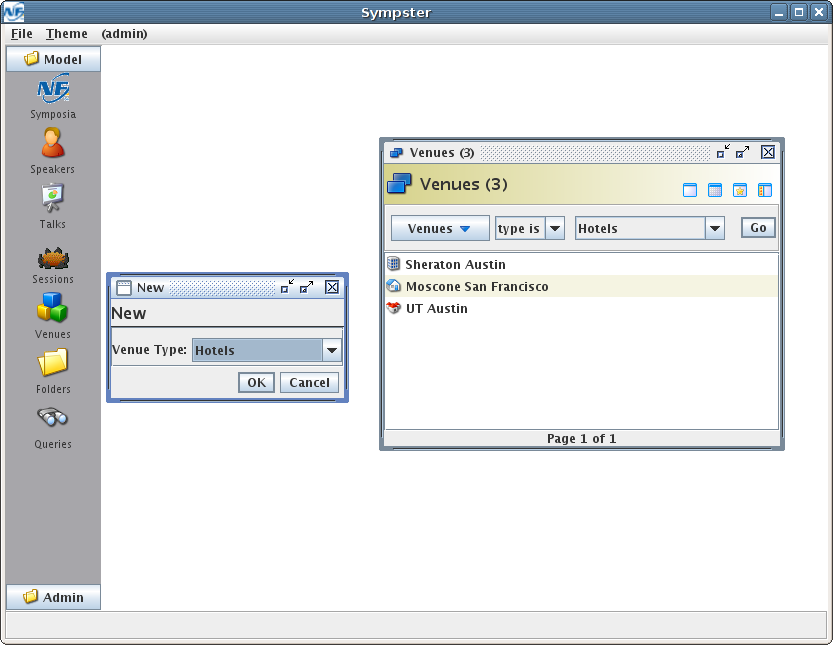 Sympster
File Theme (admin)
Model
NF
Symposia
Speakers
Talks
Sessions
Venues
Folders
Queries
Admin
New
New
Venue Type: Hotels
OK Cancel
Venues (3)
Venues (3)
Venues type is Hotels Go
Sheraton Austin
Moscone San Francisco
UT Austin
Page 1 of 1